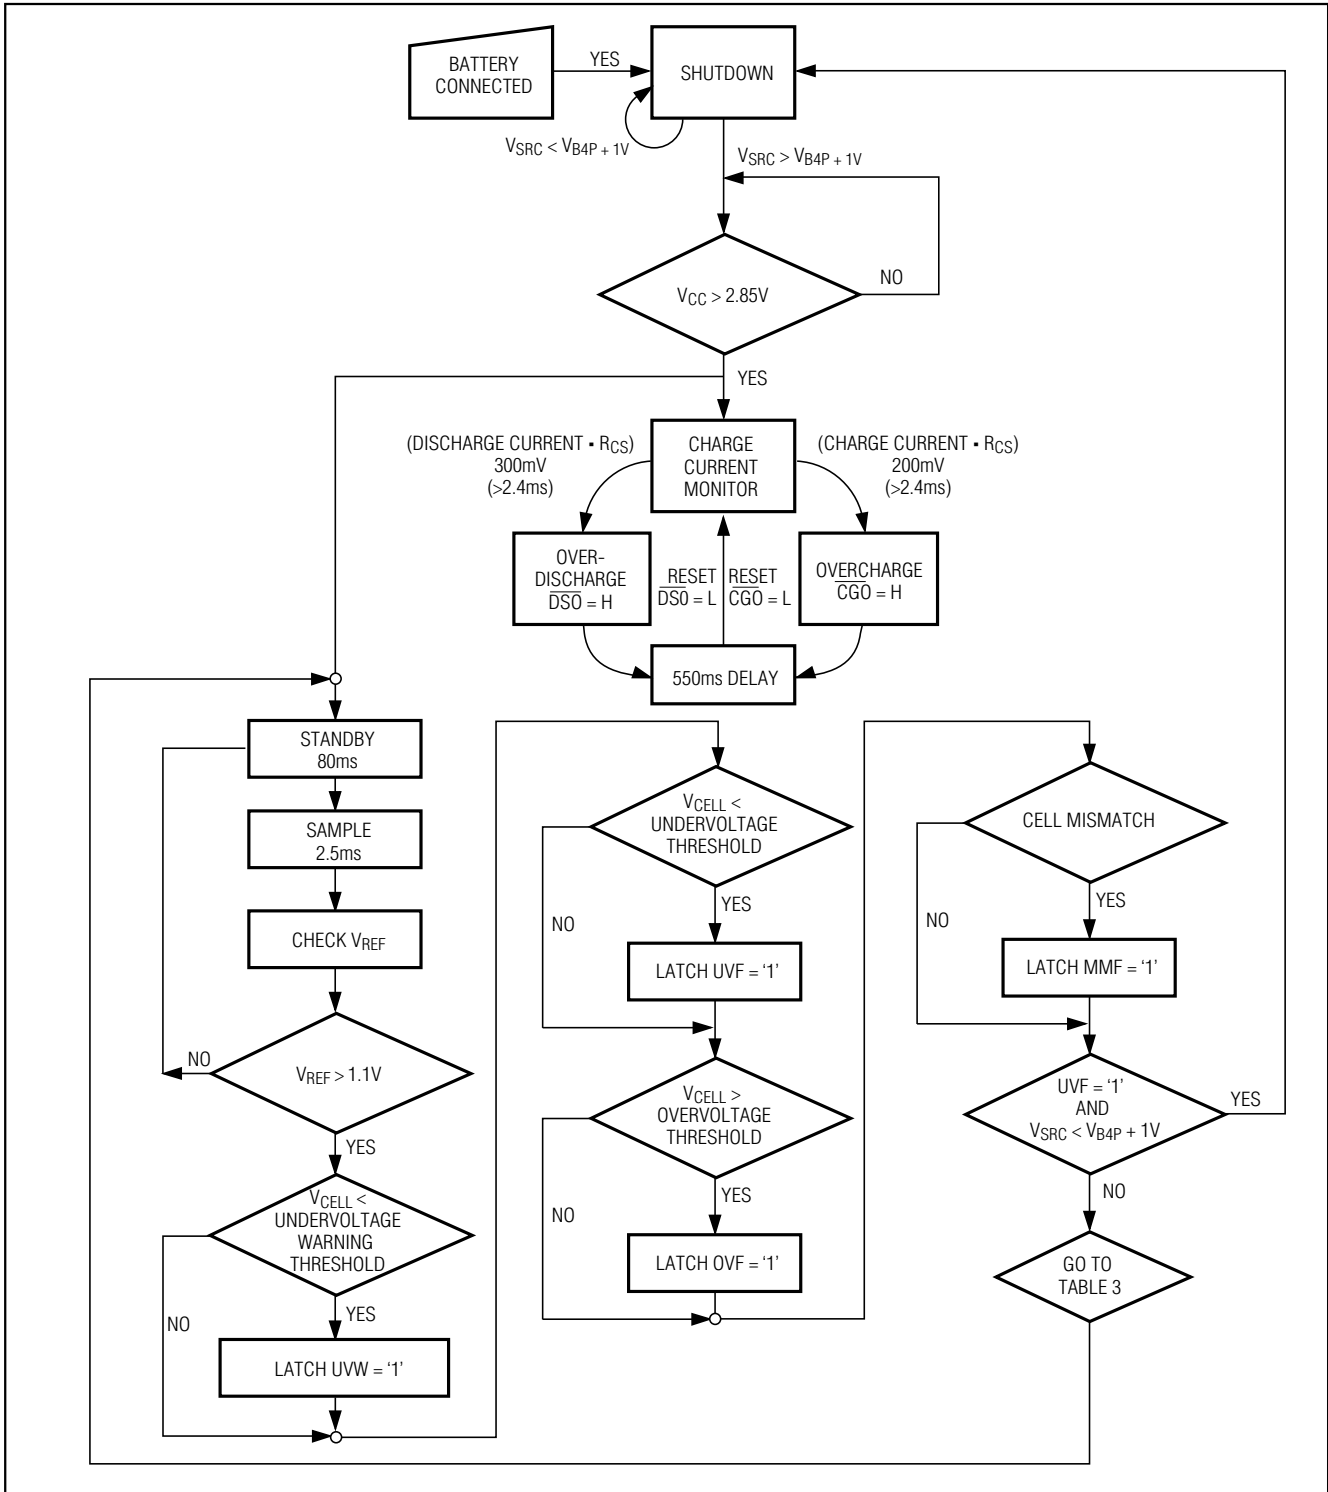 BATTERY
CONNECTED
YES
SHUTDOWN
VSRC < VB4P + 1V
VSRC > VB4P + 1V
VCC > 2.85V
NO
YES
(DISCHARGE CURRENT ▪ RCS)
300mV
(>2.4ms)
CHARGE
CURRENT
MONITOR
(CHARGE CURRENT ▪ RCS)
200mV
(>2.4ms)
OVER-
DISCHARGE
D̅S̅O̅ = H
RESET
D̅S̅0̅ = L
RESET
C̅G̅O̅ = L
OVERCHARGE
C̅G̅O̅ = H
550ms DELAY
STANDBY
80ms
SAMPLE
2.5ms
CHECK VREF
VREF > 1.1V
NO
YES
VCELL <
UNDERVOLTAGE
WARNING
THRESHOLD
NO
YES
LATCH UVW = ‘1’
VCELL <
UNDERVOLTAGE
THRESHOLD
NO
YES
LATCH UVF = ‘1’
VCELL >
OVERVOLTAGE
THRESHOLD
NO
YES
LATCH OVF = ‘1’
CELL MISMATCH
NO
YES
LATCH MMF = ‘1’
UVF = ‘1’
AND
VSRC < VB4P + 1V
YES
NO
GO TO
TABLE 3